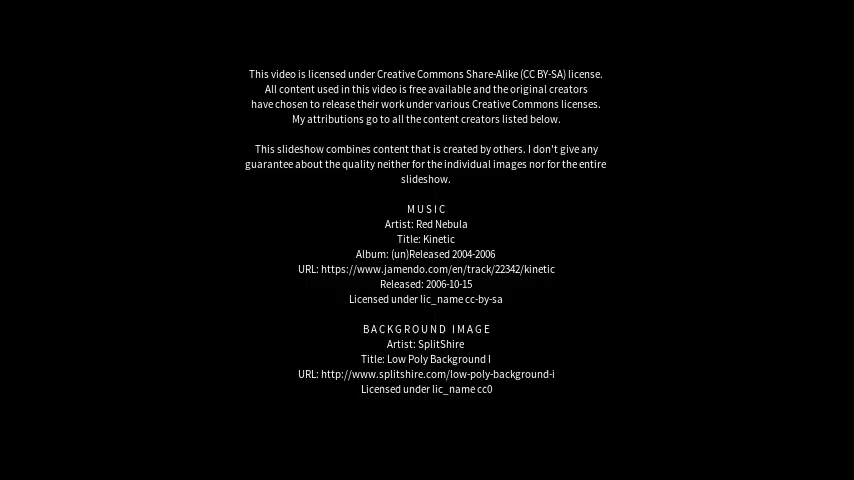 This video is licensed under Creative Commons Share-Alike (CC BY-SA) license.
All content used in this video is free available and the original creators
have chosen to release their work under various Creative Commons licenses.
My attributions go to all the content creators listed below.
This slideshow combines content that is created by others. I don't give any
guarantee about the quality neither for the individual images nor for the entire
slideshow.
MUSIC
Artist: Red Nebula
Title: Kinetic
Album: (un)Released 2004-2006
URL: https://www.jamendo.com/en/track/22342/kinetic
Released: 2006-10-15
Licensed under lic_name cc-by-sa
BACKGROUND IMAGE
Artist: SplitShire
Title: Low Poly Background I
URL: http://www.splitshire.com/low-poly-background-i
Licensed under lic_name cc0